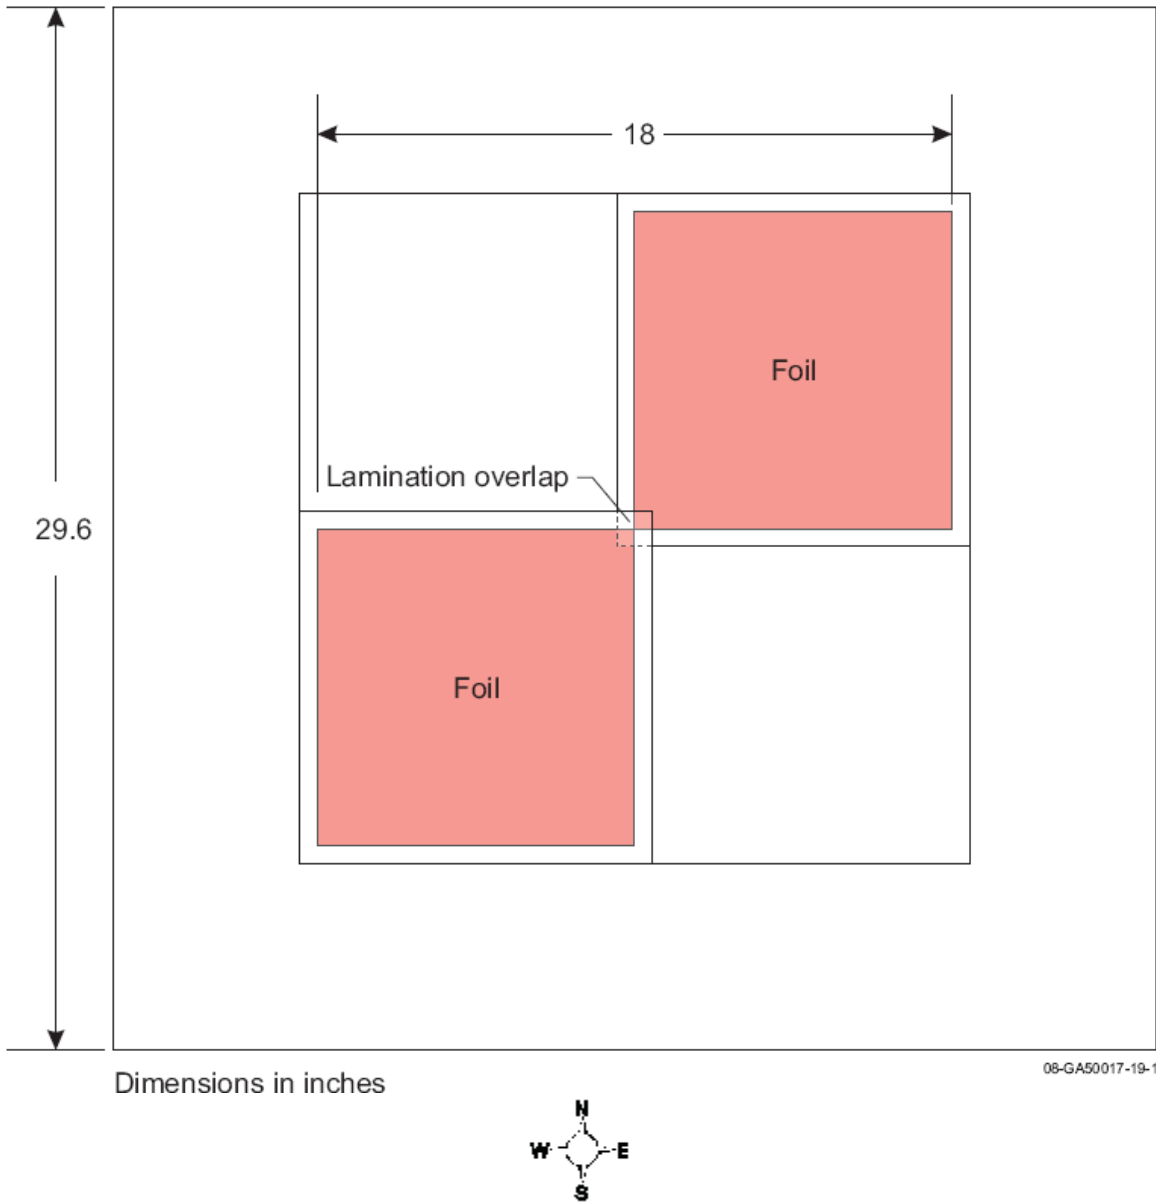 18
Foil
Lamination overlap
29.6
Foil
08-GA50017-19-1
Dimensions in inches
N
W E
S